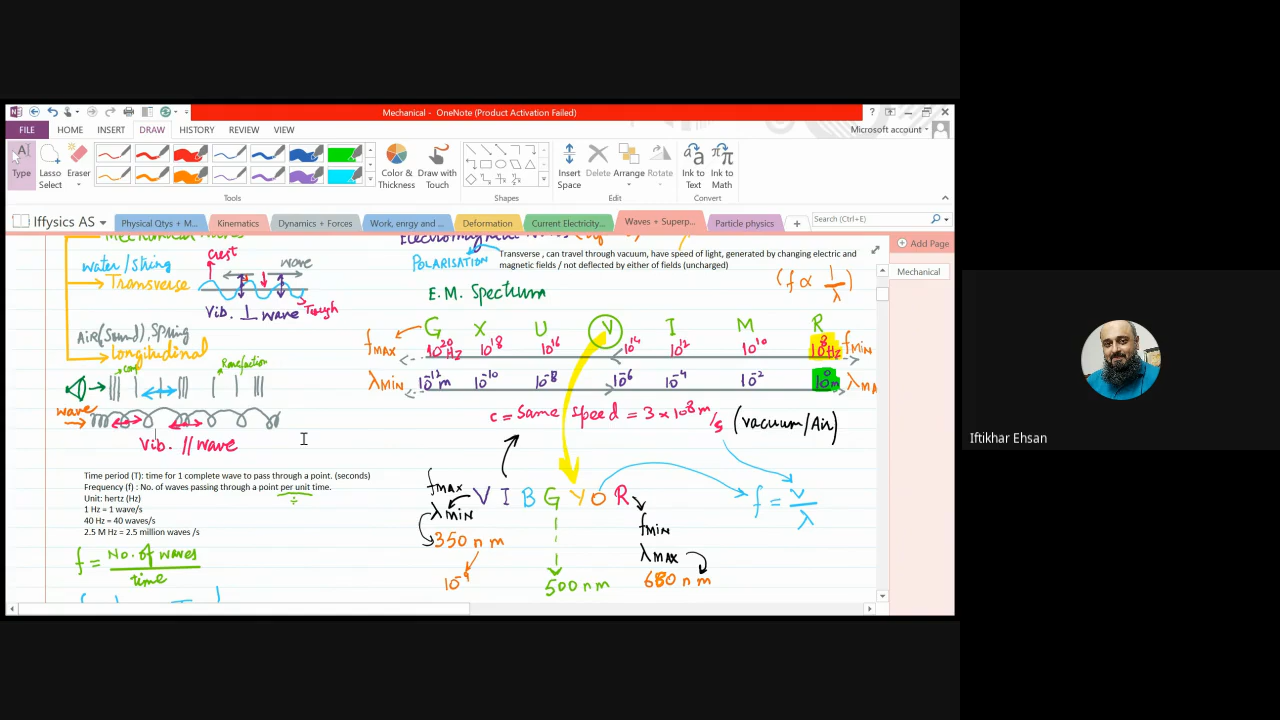 Mechanical - OneNote (Product Activation Failed)
FILE HOME INSERT DRAW HISTORY REVIEW VIEW
Microsoft account
Type
Lasso Select
Eraser
Color & Thickness
Draw with Touch
Insert Space
Delete
Arrange
Rotate
Ink to Text
Ink to Math
Tools
Shapes
Edit
Convert
Iffysics AS
Physical Qtys + M...
Kinematics
Dynamics + Forces
Work, enrgy and ...
Deformation
Current Electricity...
Waves + Superp...
Particle physics
Search (Ctrl+E)
Add Page
Mechanical
water/string
Transverse
crest
wave
Trough
Vib. ⊥ wave
Air(Sound), Spring
longitudinal
Rarefaction
wave
Vib. // wave
Time period (T): time for 1 complete wave to pass through a point. (seconds)
Frequency (f) : No. of waves passing through a point per unit time.
÷
Unit: hertz (Hz)
1 Hz = 1 wave/s
40 Hz = 40 waves/s
2.5 M Hz = 2.5 million waves /s
f = No. of waves / time
POLARISATION
Transverse , can travel through vacuum, have speed of light, generated by changing electric and
magnetic fields / not deflected by either of fields (uncharged)
(f ∝ 1/λ)
E.M. Spectrum
G X U V I M R
fMAX 10²⁰Hz 10¹⁸ 10¹⁶ 10¹⁴ 10¹² 10¹⁰ 10⁸Hz fMIN
λMIN 10⁻¹²m 10⁻¹⁰ 10⁻⁸ 10⁻⁶ 10⁻⁴ 10⁻² 10⁰m λMA
c = Same speed = 3 x 10⁸ m/s (vacuum/Air)
fMAX V I B G Y O R f = v/λ
λMIN fMIN
350 n m λMAX
10⁻⁹ 500 n m 680 n m
Iftikhar Ehsan